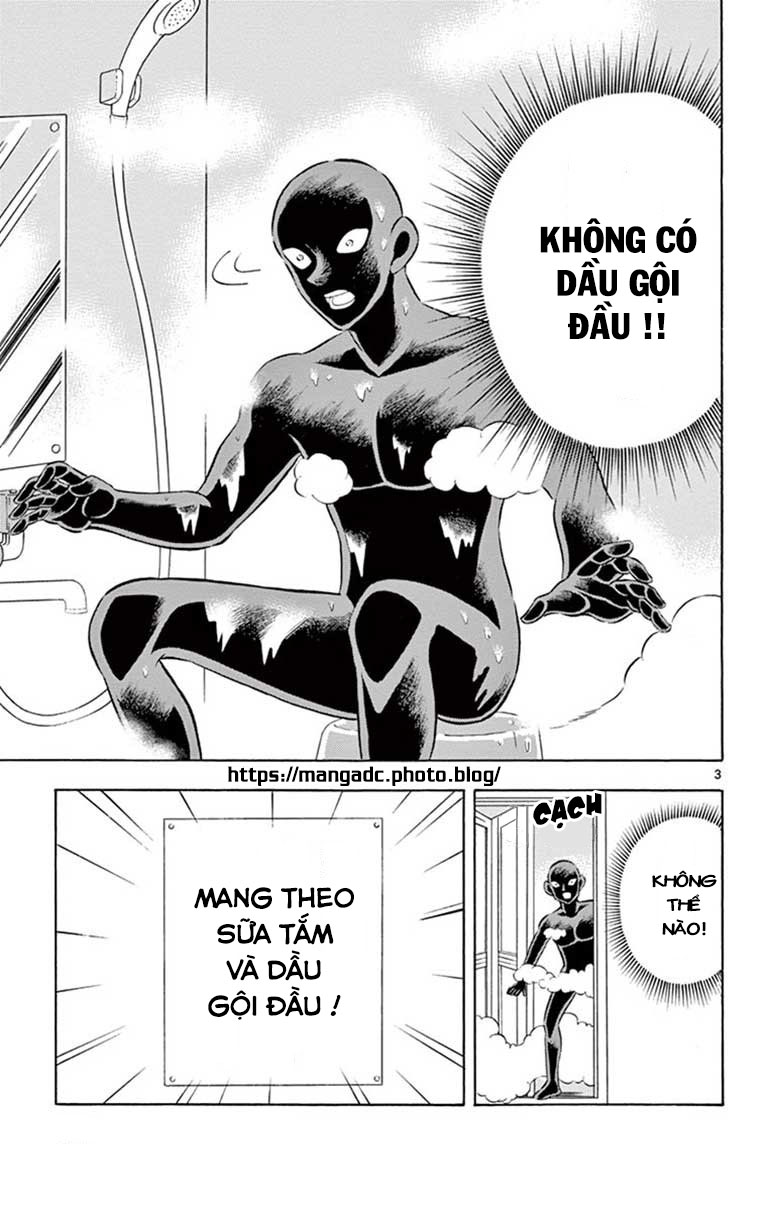 KHÔNG CÓ
DẦU GỘI
ĐẦU !!
https://mangadc.photo.blog/
3
CẠCH
KHÔNG
THỂ
NÀO!
MANG THEO
SỮA TẮM
VÀ DẦU
GỘI ĐẦU !